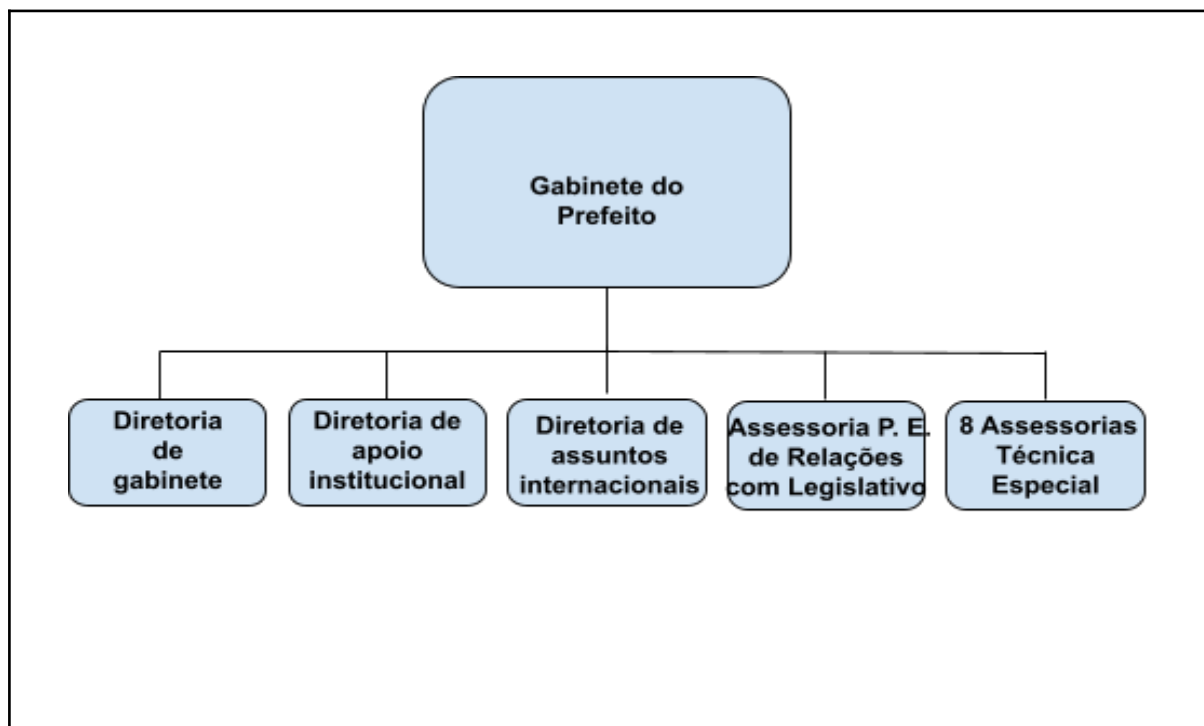 Gabinete do
Prefeito
Diretoria
de
gabinete
Diretoria de
apoio
institucional
Diretoria de
assuntos
internacionais
Assessoria P. E.
de Relações
com Legislativo
8 Assessorias
Técnica
Especial